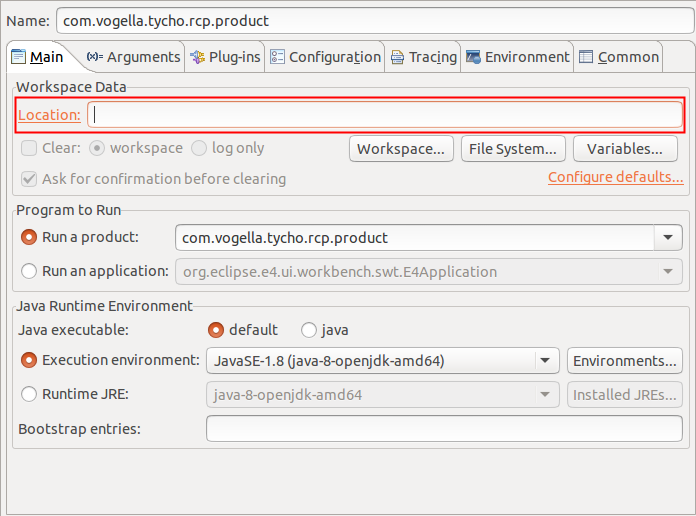 Name: com.vogella.tycho.rcp.product
Main (x)= Arguments Plug-ins Configuration Tracing Environment Common
Workspace Data
Location:
Clear: workspace log only Workspace... File System... Variables...
Ask for confirmation before clearing Configure defaults...
Program to Run
Run a product: com.vogella.tycho.rcp.product
Run an application: org.eclipse.e4.ui.workbench.swt.E4Application
Java Runtime Environment
Java executable: default java
Execution environment: JavaSE-1.8 (java-8-openjdk-amd64) Environments...
Runtime JRE: java-8-openjdk-amd64 Installed JREs...
Bootstrap entries: